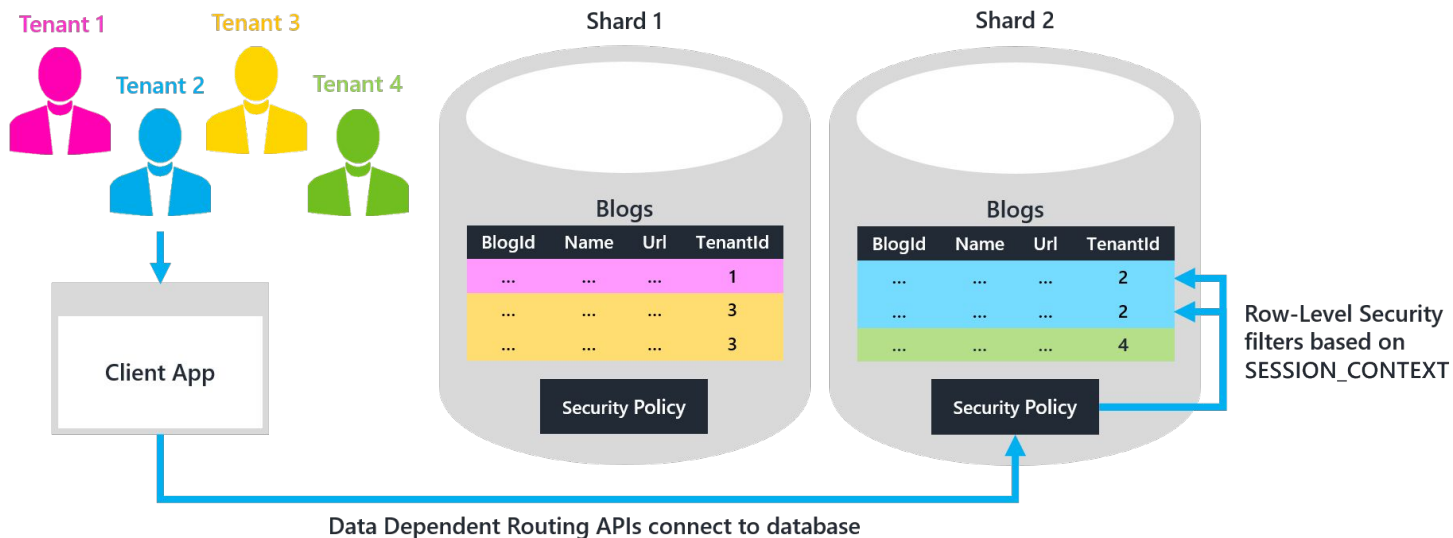 Tenant 1
Tenant 3
Tenant 2
Tenant 4
Client App
Shard 1
Blogs
BlogId Name Url TenantId
... ... ... 1
... ... ... 3
... ... ... 3
Security Policy
Shard 2
Blogs
BlogId Name Url TenantId
... ... ... 2
... ... ... 2
... ... ... 4
Security Policy
Row-Level Security
filters based on
SESSION_CONTEXT
Data Dependent Routing APIs connect to database